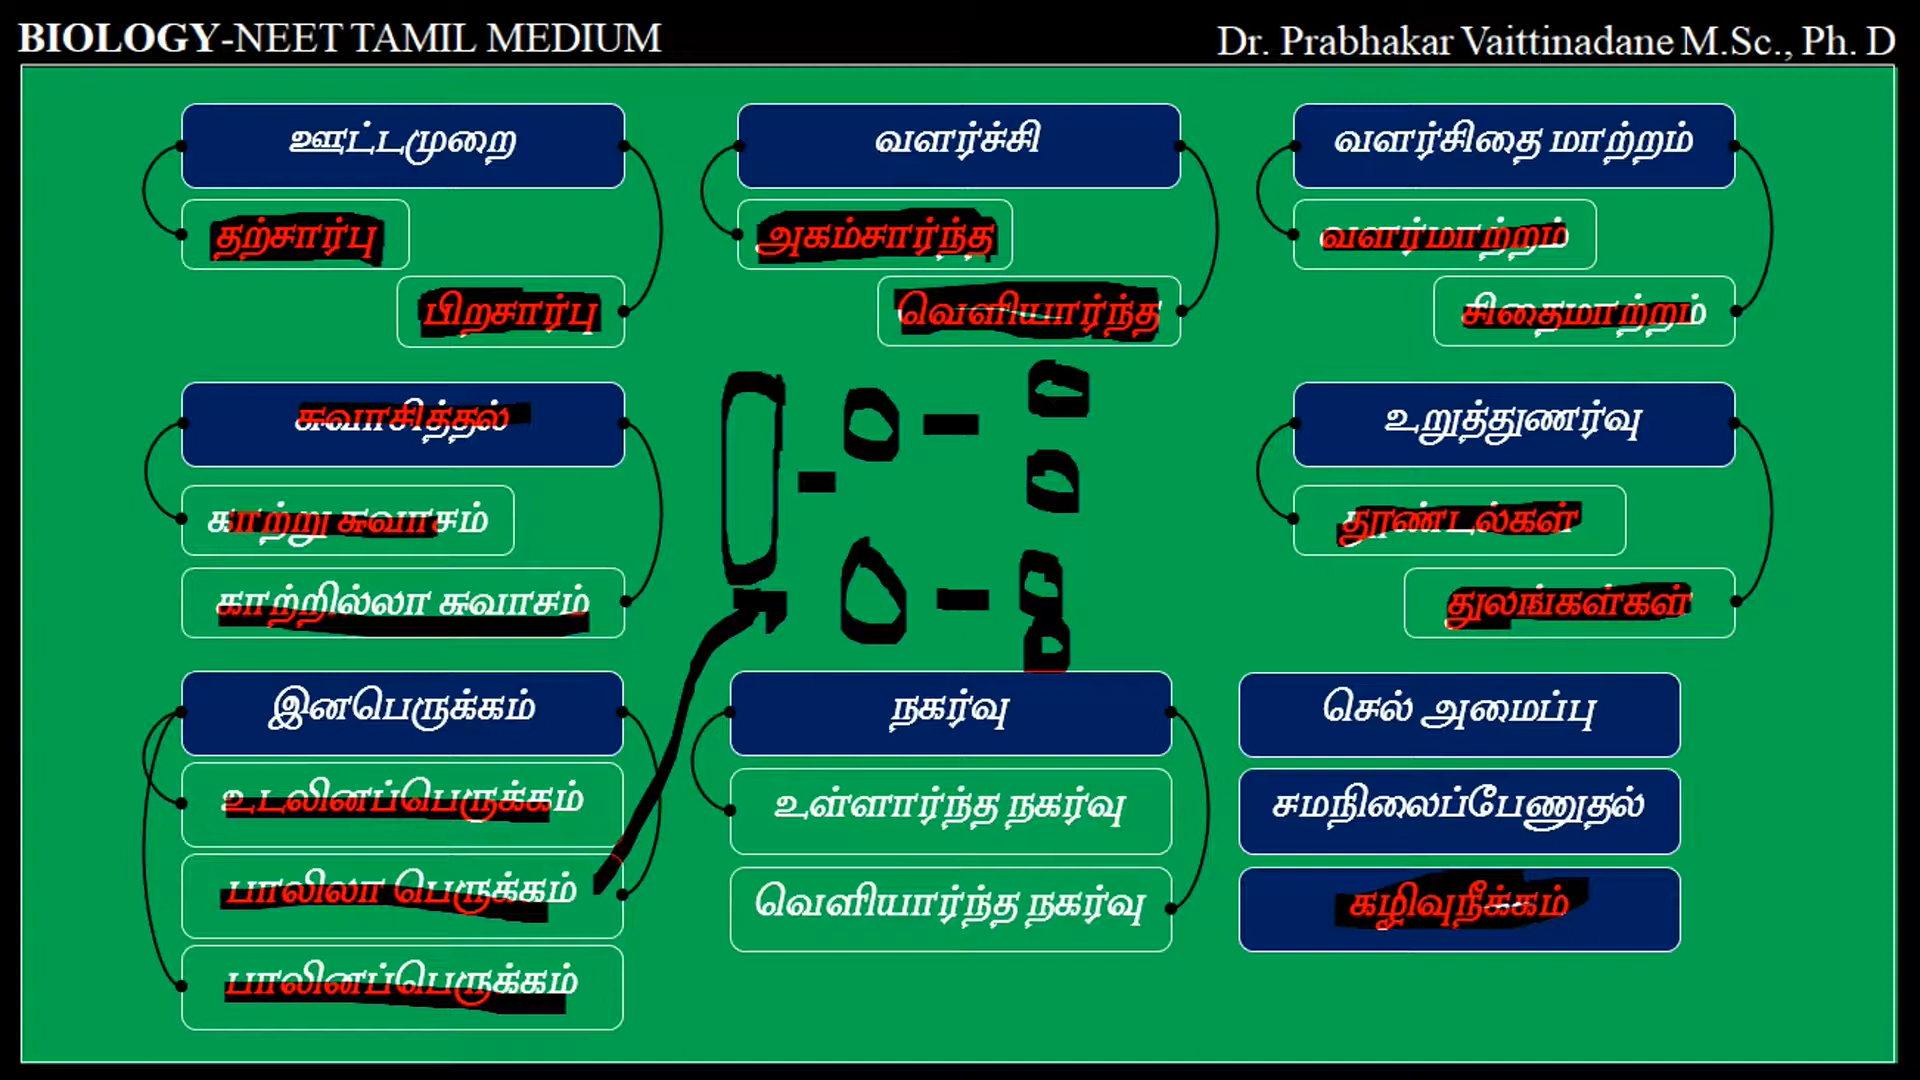 BIOLOGY-NEET TAMIL MEDIUM
Dr. Prabhakar Vaittinadane M.Sc., Ph. D
ஊட்டமுறை
தற்சார்பு
பிறசார்பு
வளர்ச்சி
அகம்சார்ந்த
வெளியார்ந்த
வளர்சிதை மாற்றம்
வளர்மாற்றம்
சிதைமாற்றம்
சுவாசித்தல்
காற்று சுவாசம்
காற்றில்லா சுவாசம்
உறுத்துணர்வு
தூண்டல்கள்
துலங்கள்கள்
இனபெருக்கம்
உடலினப்பெருக்கம்
பாலிலா பெருக்கம்
பாலினப்பெருக்கம்
நகர்வு
உள்ளார்ந்த நகர்வு
வெளியார்ந்த நகர்வு
செல் அமைப்பு
சமநிலைப்பேணுதல்
கழிவுநீக்கம்